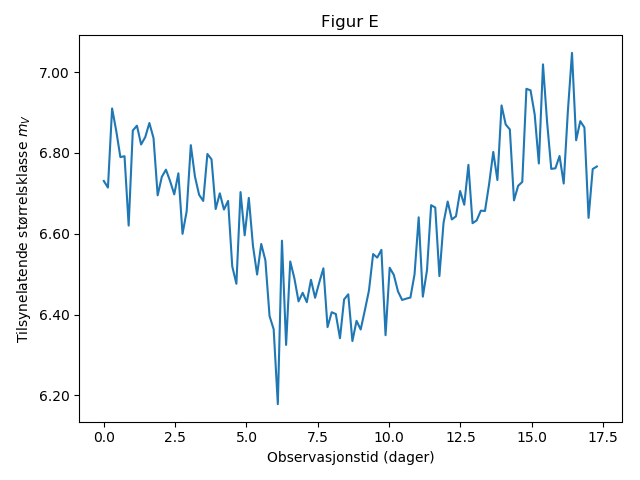 Figur E
Tilsynelatende størrelsklasse m_V
7.00
6.80
6.60
6.40
6.20
0.0 2.5 5.0 7.5 10.0 12.5 15.0 17.5
Observasjonstid (dager)